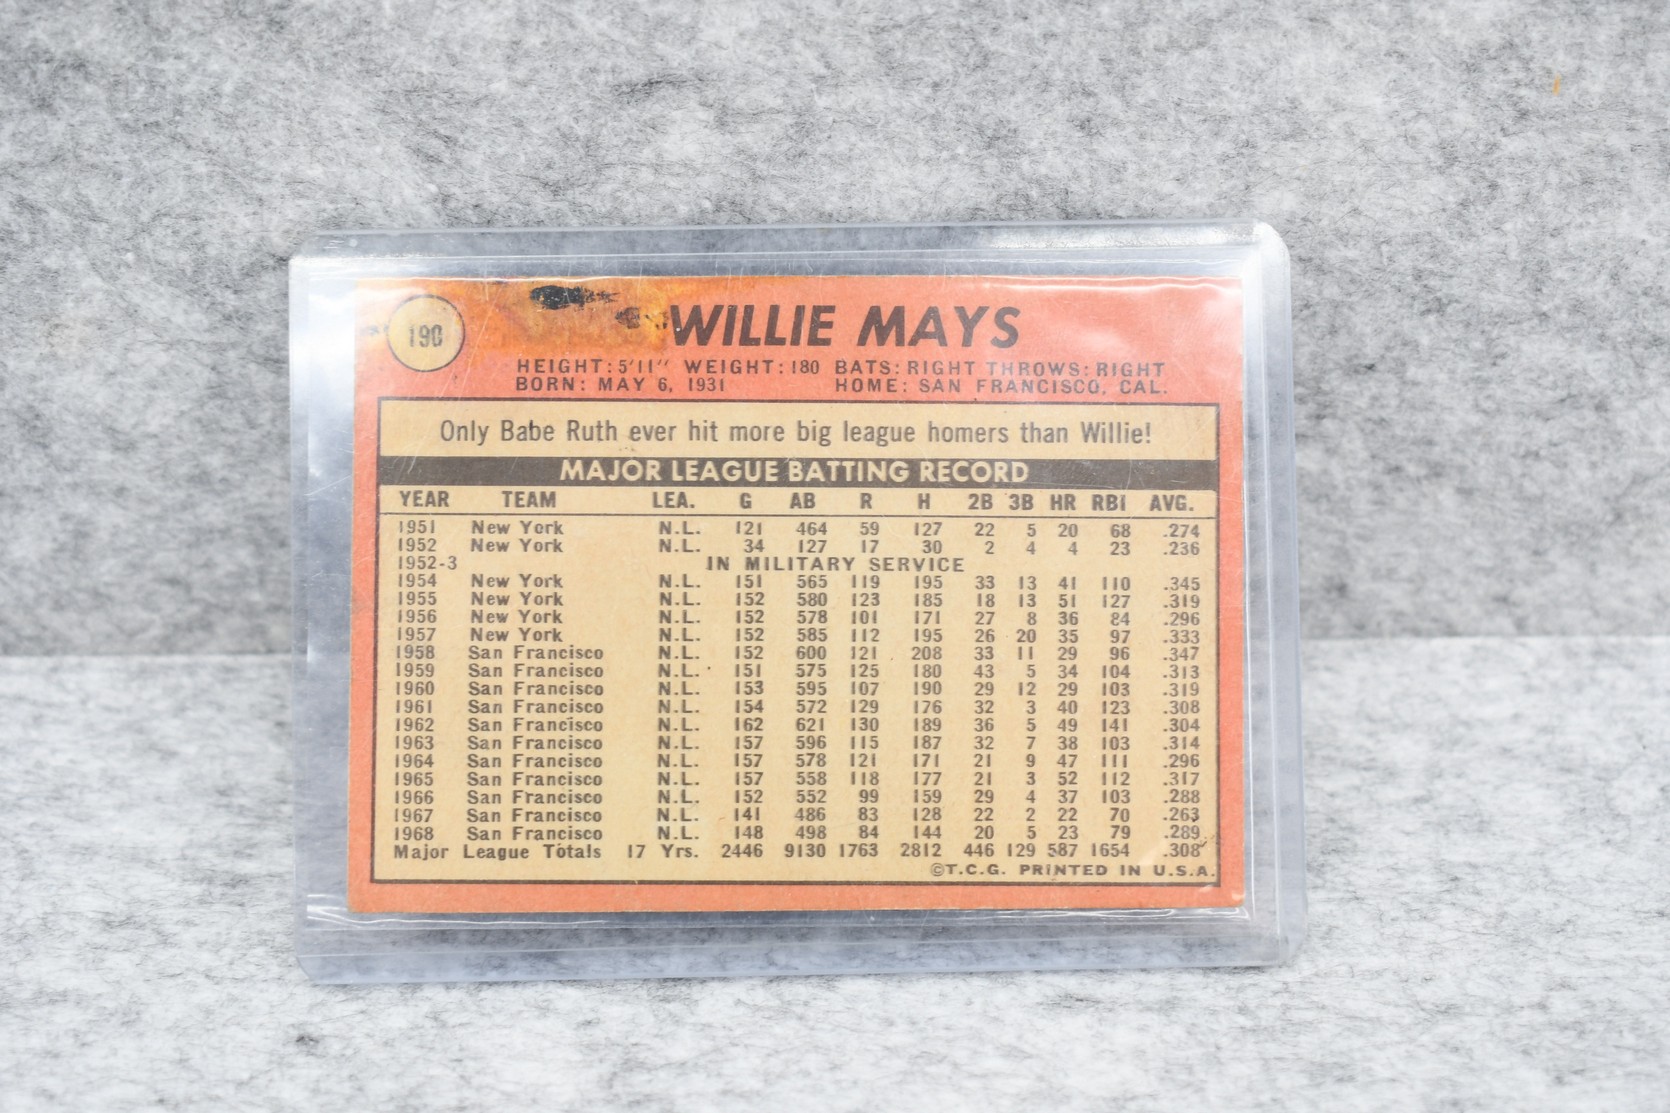 190
WILLIE MAYS
HEIGHT: 5'11" WEIGHT: 180 BATS: RIGHT THROWS: RIGHT
BORN: MAY 6, 1931 HOME: SAN FRANCISCO, CAL.
Only Babe Ruth ever hit more big league homers than Willie!
MAJOR LEAGUE BATTING RECORD
YEAR TEAM LEA. G AB R H 2B 3B HR RBI AVG.
1951 New York N.L. 121 464 59 127 22 5 20 68 .274
1952 New York N.L. 34 127 17 30 2 4 4 23 .236
1952-3 IN MILITARY SERVICE
1954 New York N.L. 151 565 119 195 33 13 41 110 .345
1955 New York N.L. 152 580 123 185 18 13 51 127 .319
1956 New York N.L. 152 578 101 171 27 8 36 84 .296
1957 New York N.L. 152 585 112 195 26 20 35 97 .333
1958 San Francisco N.L. 152 600 121 208 33 11 29 96 .347
1959 San Francisco N.L. 151 575 125 180 43 5 34 104 .313
1960 San Francisco N.L. 153 595 107 190 29 12 29 103 .319
1961 San Francisco N.L. 154 572 129 176 32 3 40 123 .308
1962 San Francisco N.L. 162 621 130 189 36 5 49 141 .304
1963 San Francisco N.L. 157 596 115 187 32 7 38 103 .314
1964 San Francisco N.L. 157 578 121 171 21 9 47 111 .296
1965 San Francisco N.L. 157 558 118 177 21 3 52 112 .317
1966 San Francisco N.L. 152 552 99 159 29 4 37 103 .288
1967 San Francisco N.L. 141 486 83 128 22 2 22 70 .263
1968 San Francisco N.L. 148 498 84 144 20 5 23 79 .289
Major League Totals 17 Yrs. 2446 9130 1763 2812 446 129 587 1654 .308
©T.C.G. PRINTED IN U.S.A.